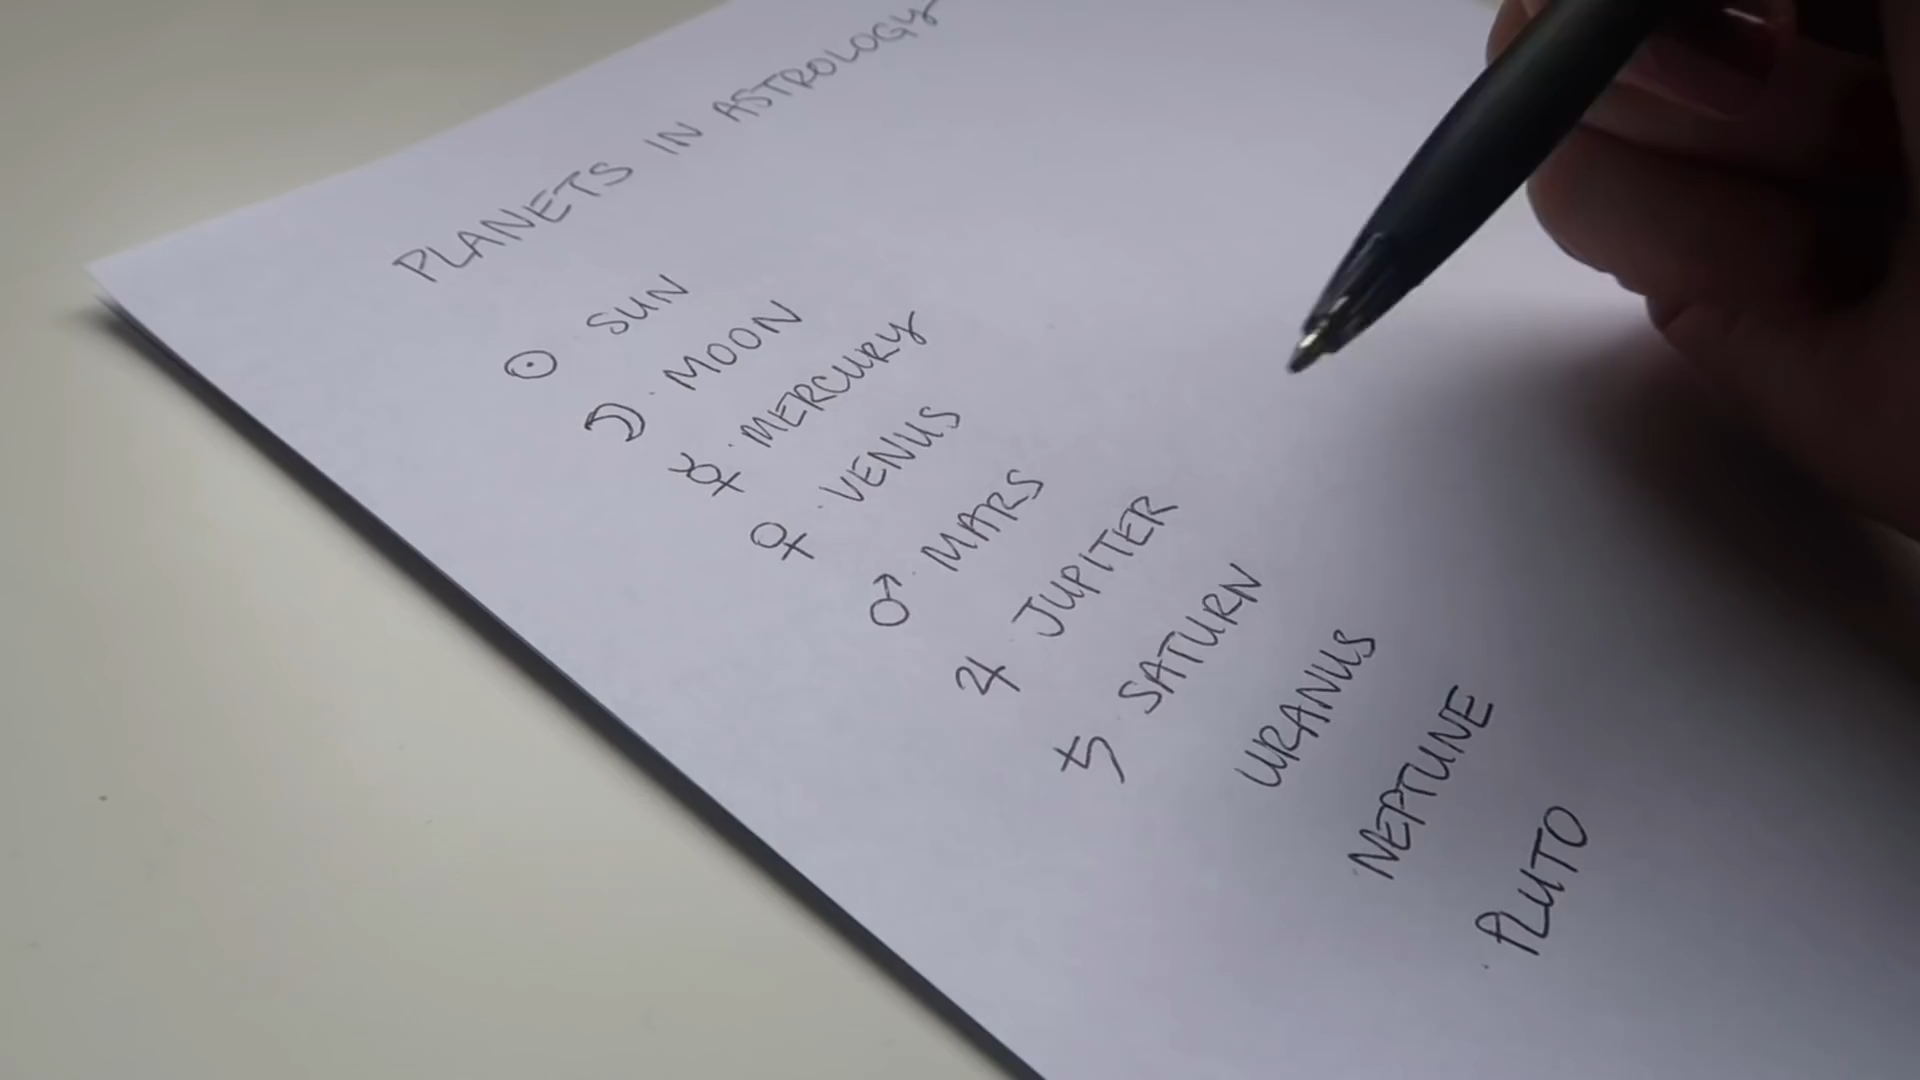 PLANETS IN ASTROLOGY
☉ SUN
☽ MOON
☿ MERCURY
♀ VENUS
♂ MARS
♃ JUPITER
♄ SATURN
URANUS
NEPTUNE
PLUTO